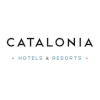 CATALONIA
• HOTELS & RESORTS •